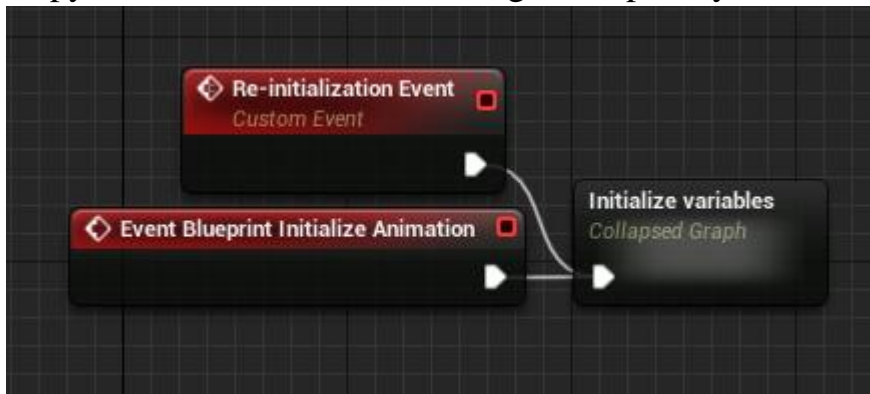 Re-initialization Event
Custom Event
Event Blueprint Initialize Animation
Initialize variables
Collapsed Graph